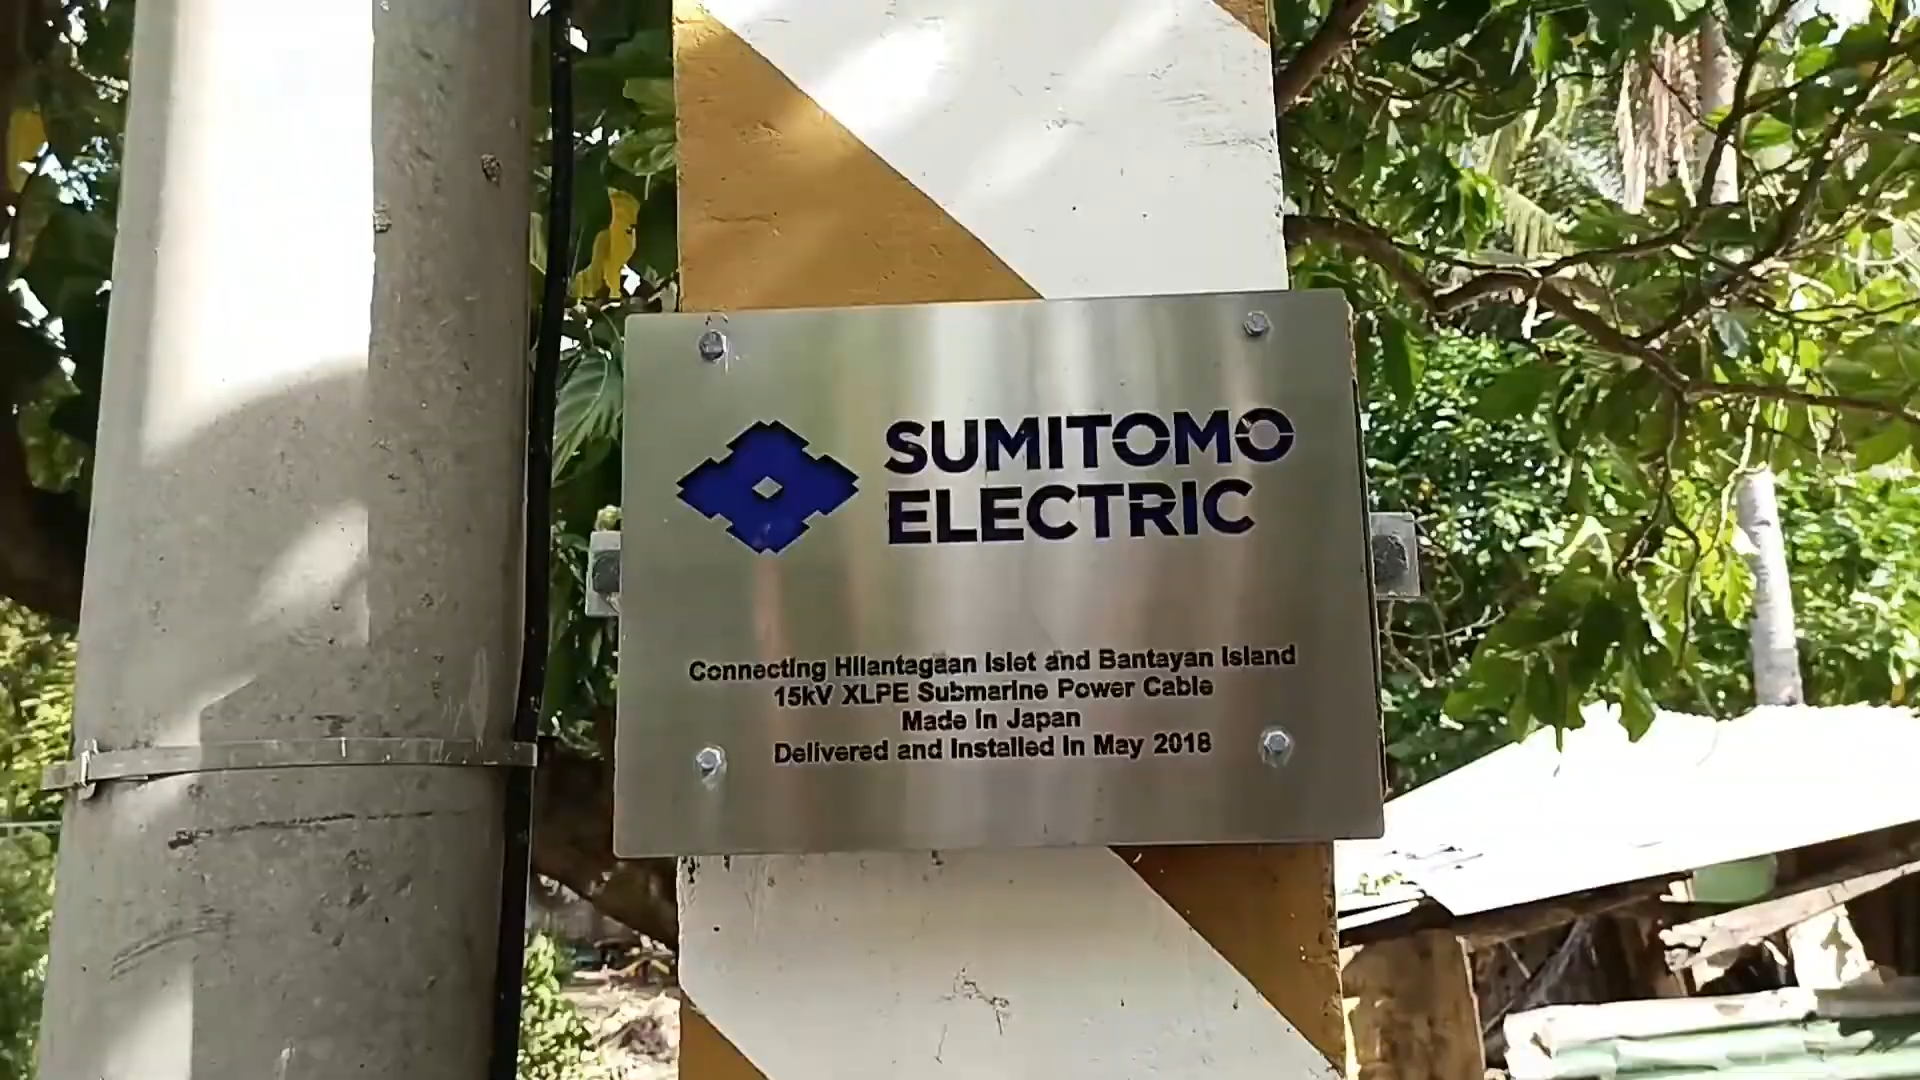 SUMITOMO
ELECTRIC
Connecting Hilantagaan Islet and Bantayan Island
15kV XLPE Submarine Power Cable
Made In Japan
Delivered and Installed In May 2018